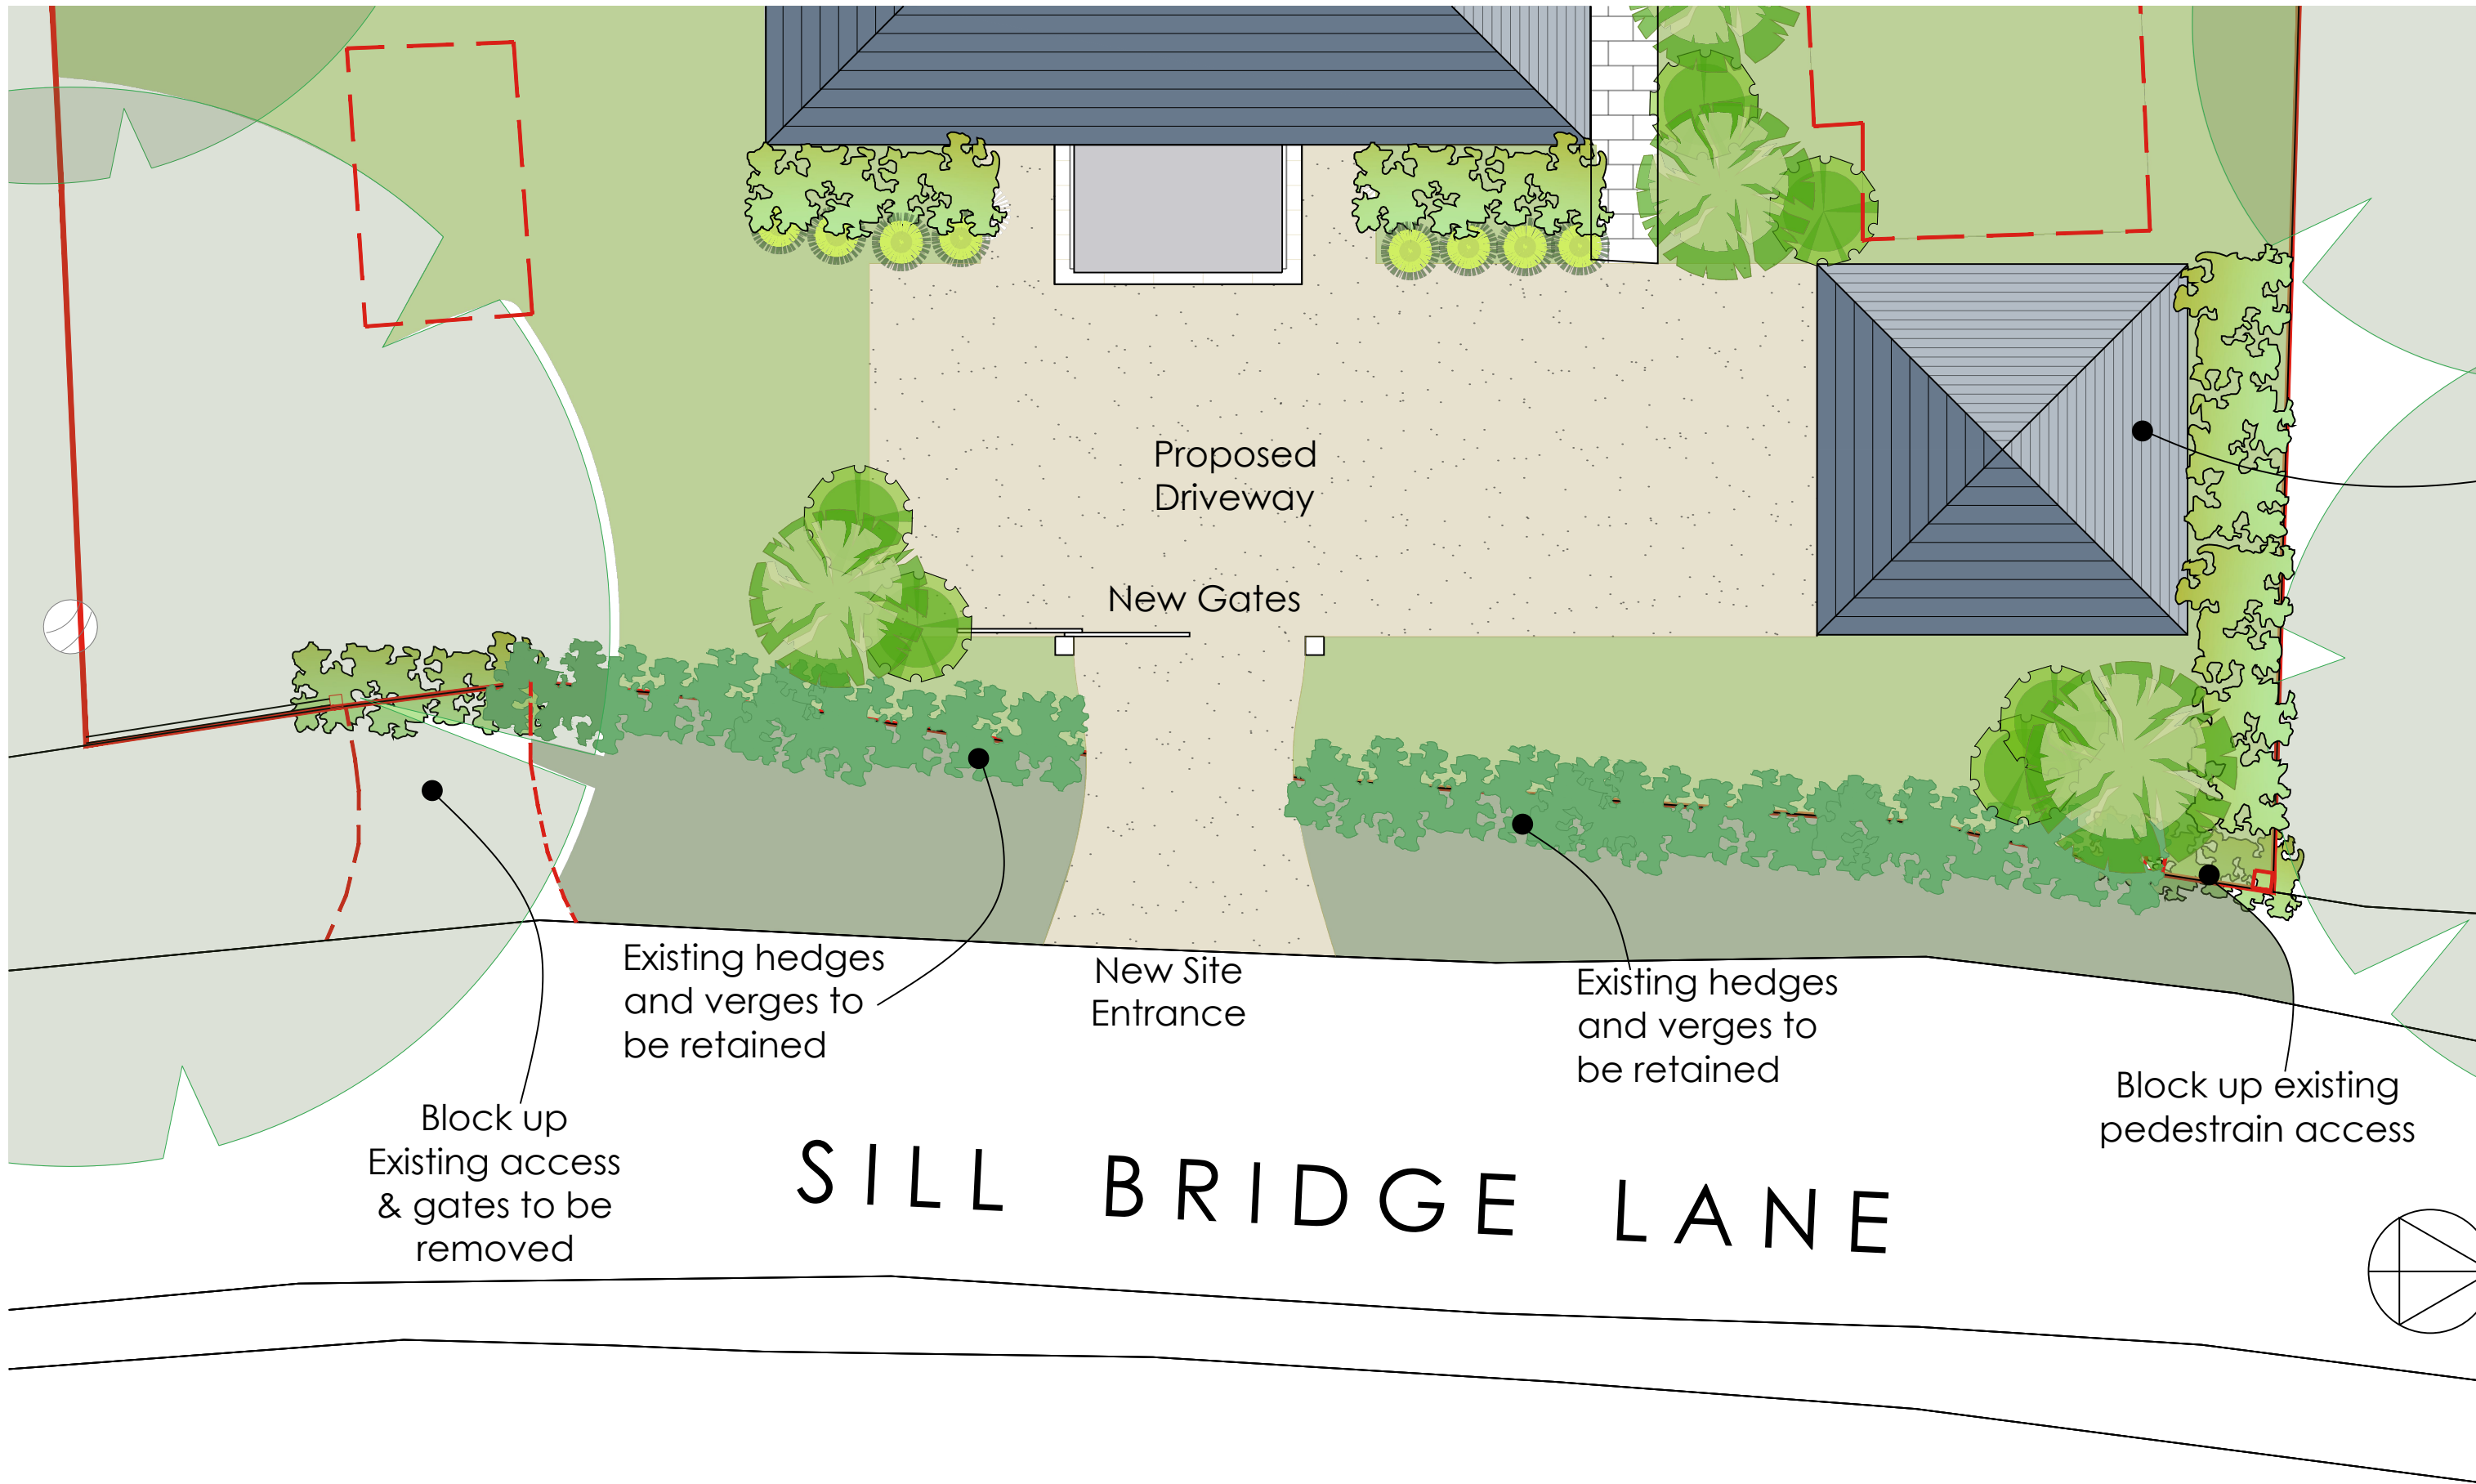 Proposed
Driveway
New Gates
Existing hedges
and verges to
be retained
New Site
Entrance
Existing hedges
and verges to
be retained
Block up
Existing access
& gates to be
removed
Block up existing
pedestrain access
SILL BRIDGE LANE